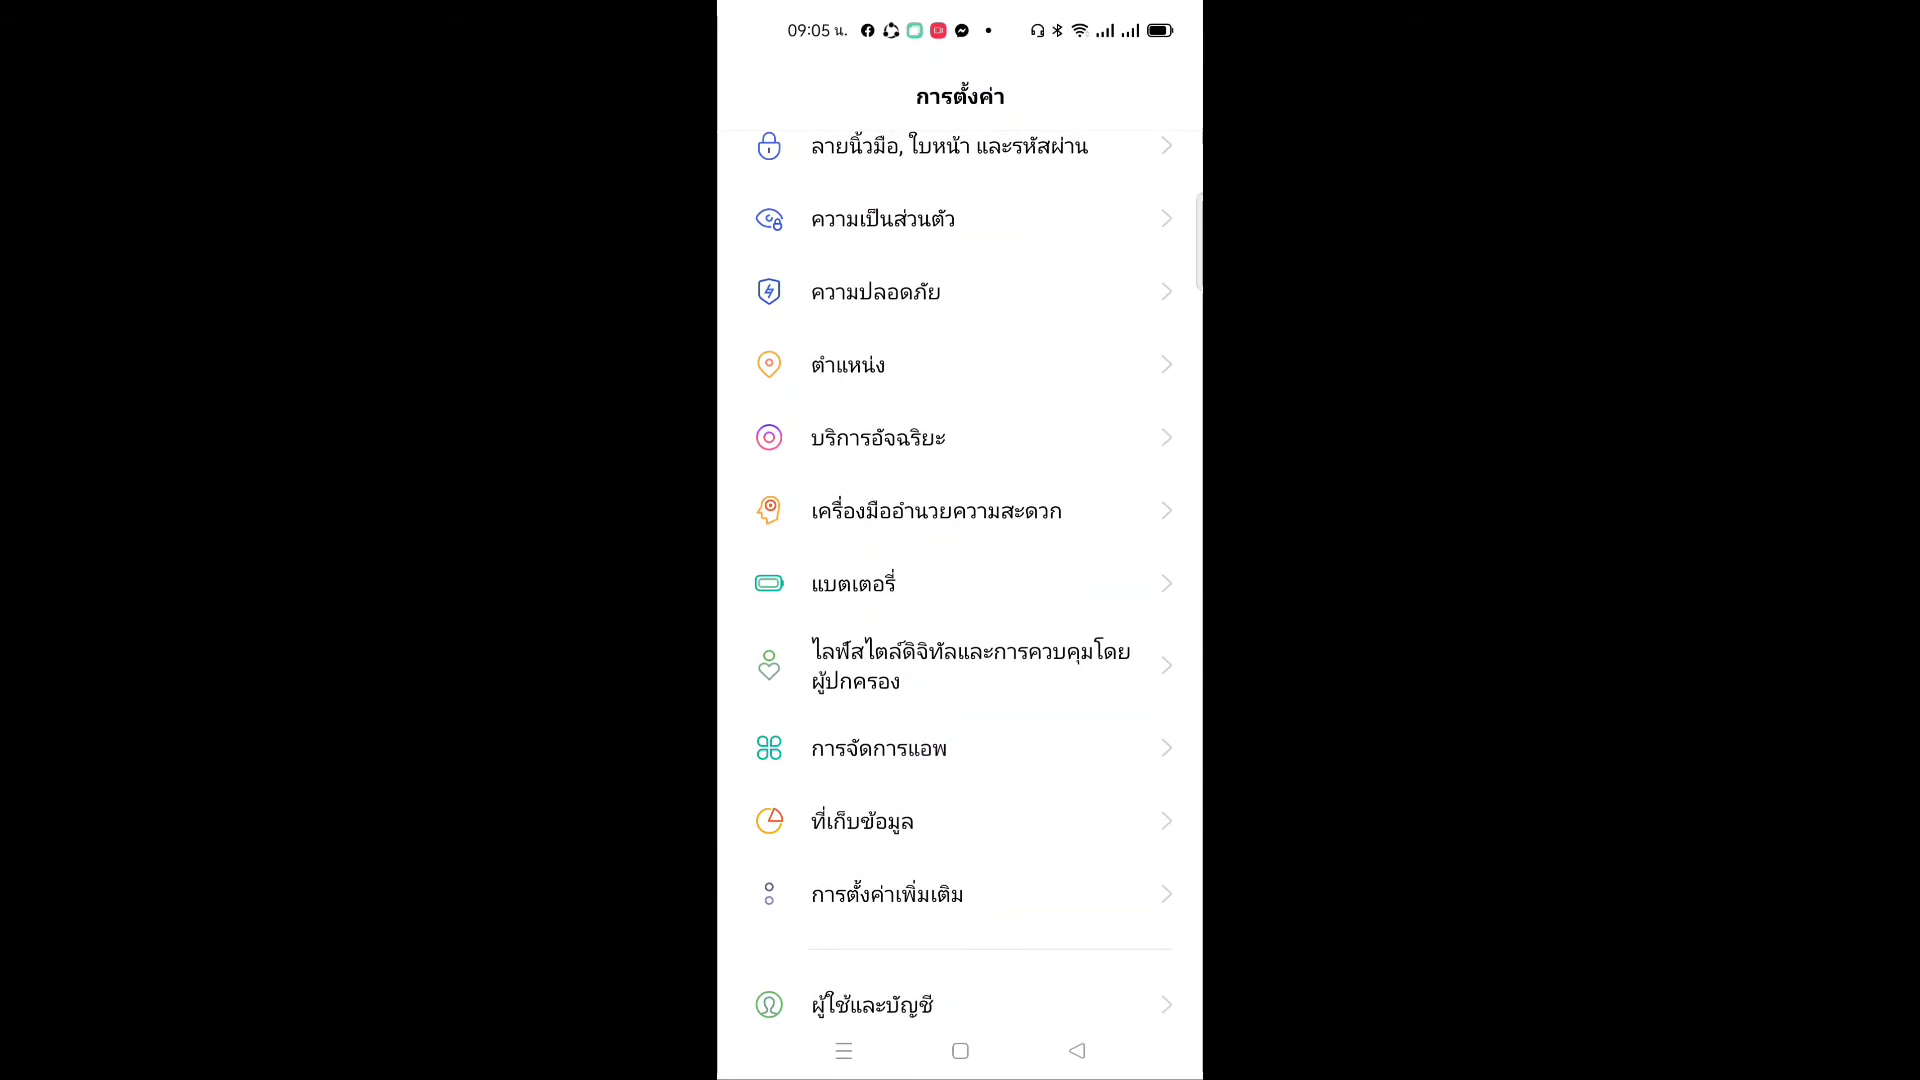 09:05 น.
การตั้งค่า
ลายนิ้วมือ, ใบหน้า และรหัสผ่าน
ความเป็นส่วนตัว
ความปลอดภัย
ตำแหน่ง
บริการอัจฉริยะ
เครื่องมืออำนวยความสะดวก
แบตเตอรี่
ไลฟ์สไตล์ดิจิทัลและการควบคุมโดย
ผู้ปกครอง
การจัดการแอพ
ที่เก็บข้อมูล
การตั้งค่าเพิ่มเติม
ผู้ใช้และบัญชี